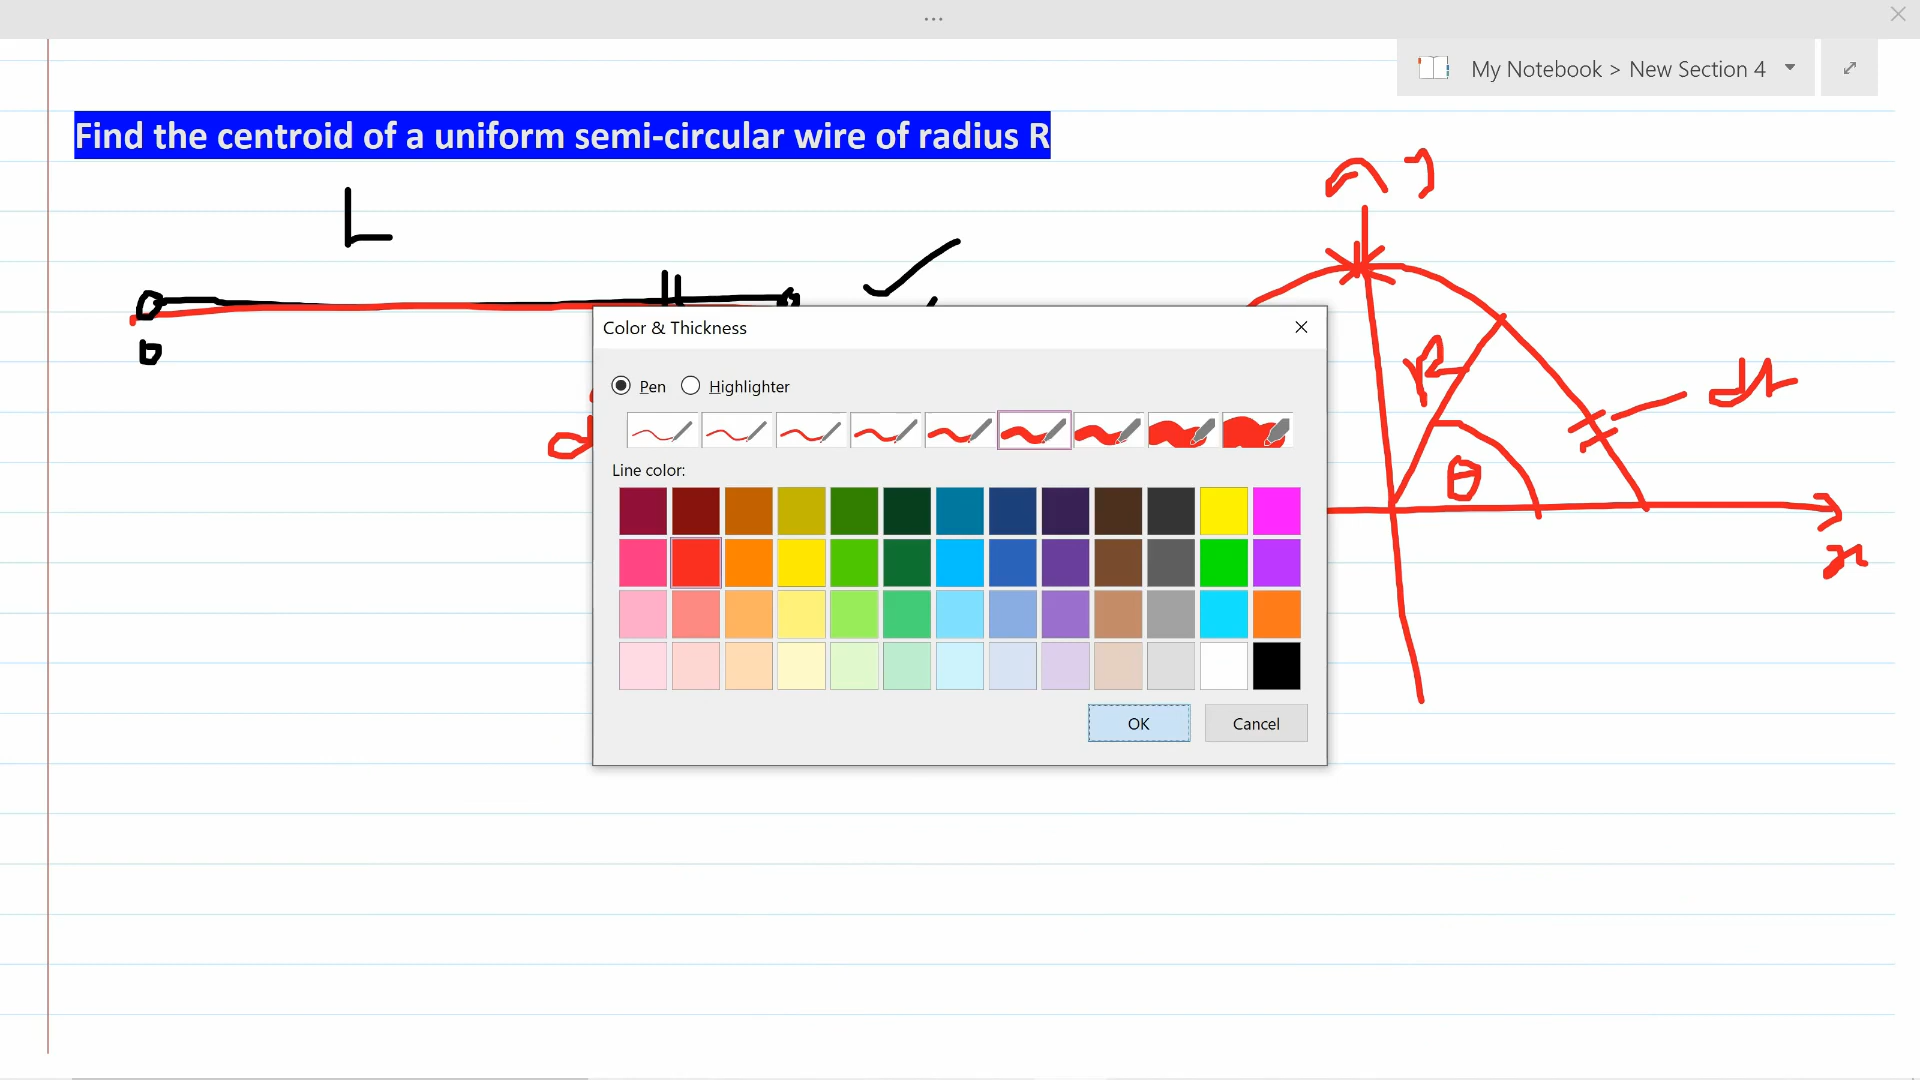 ...
My Notebook > New Section 4
Find the centroid of a uniform semi-circular wire of radius R
L
Color & Thickness
Pen Highlighter
Line color:
OK Cancel
R
θ
x